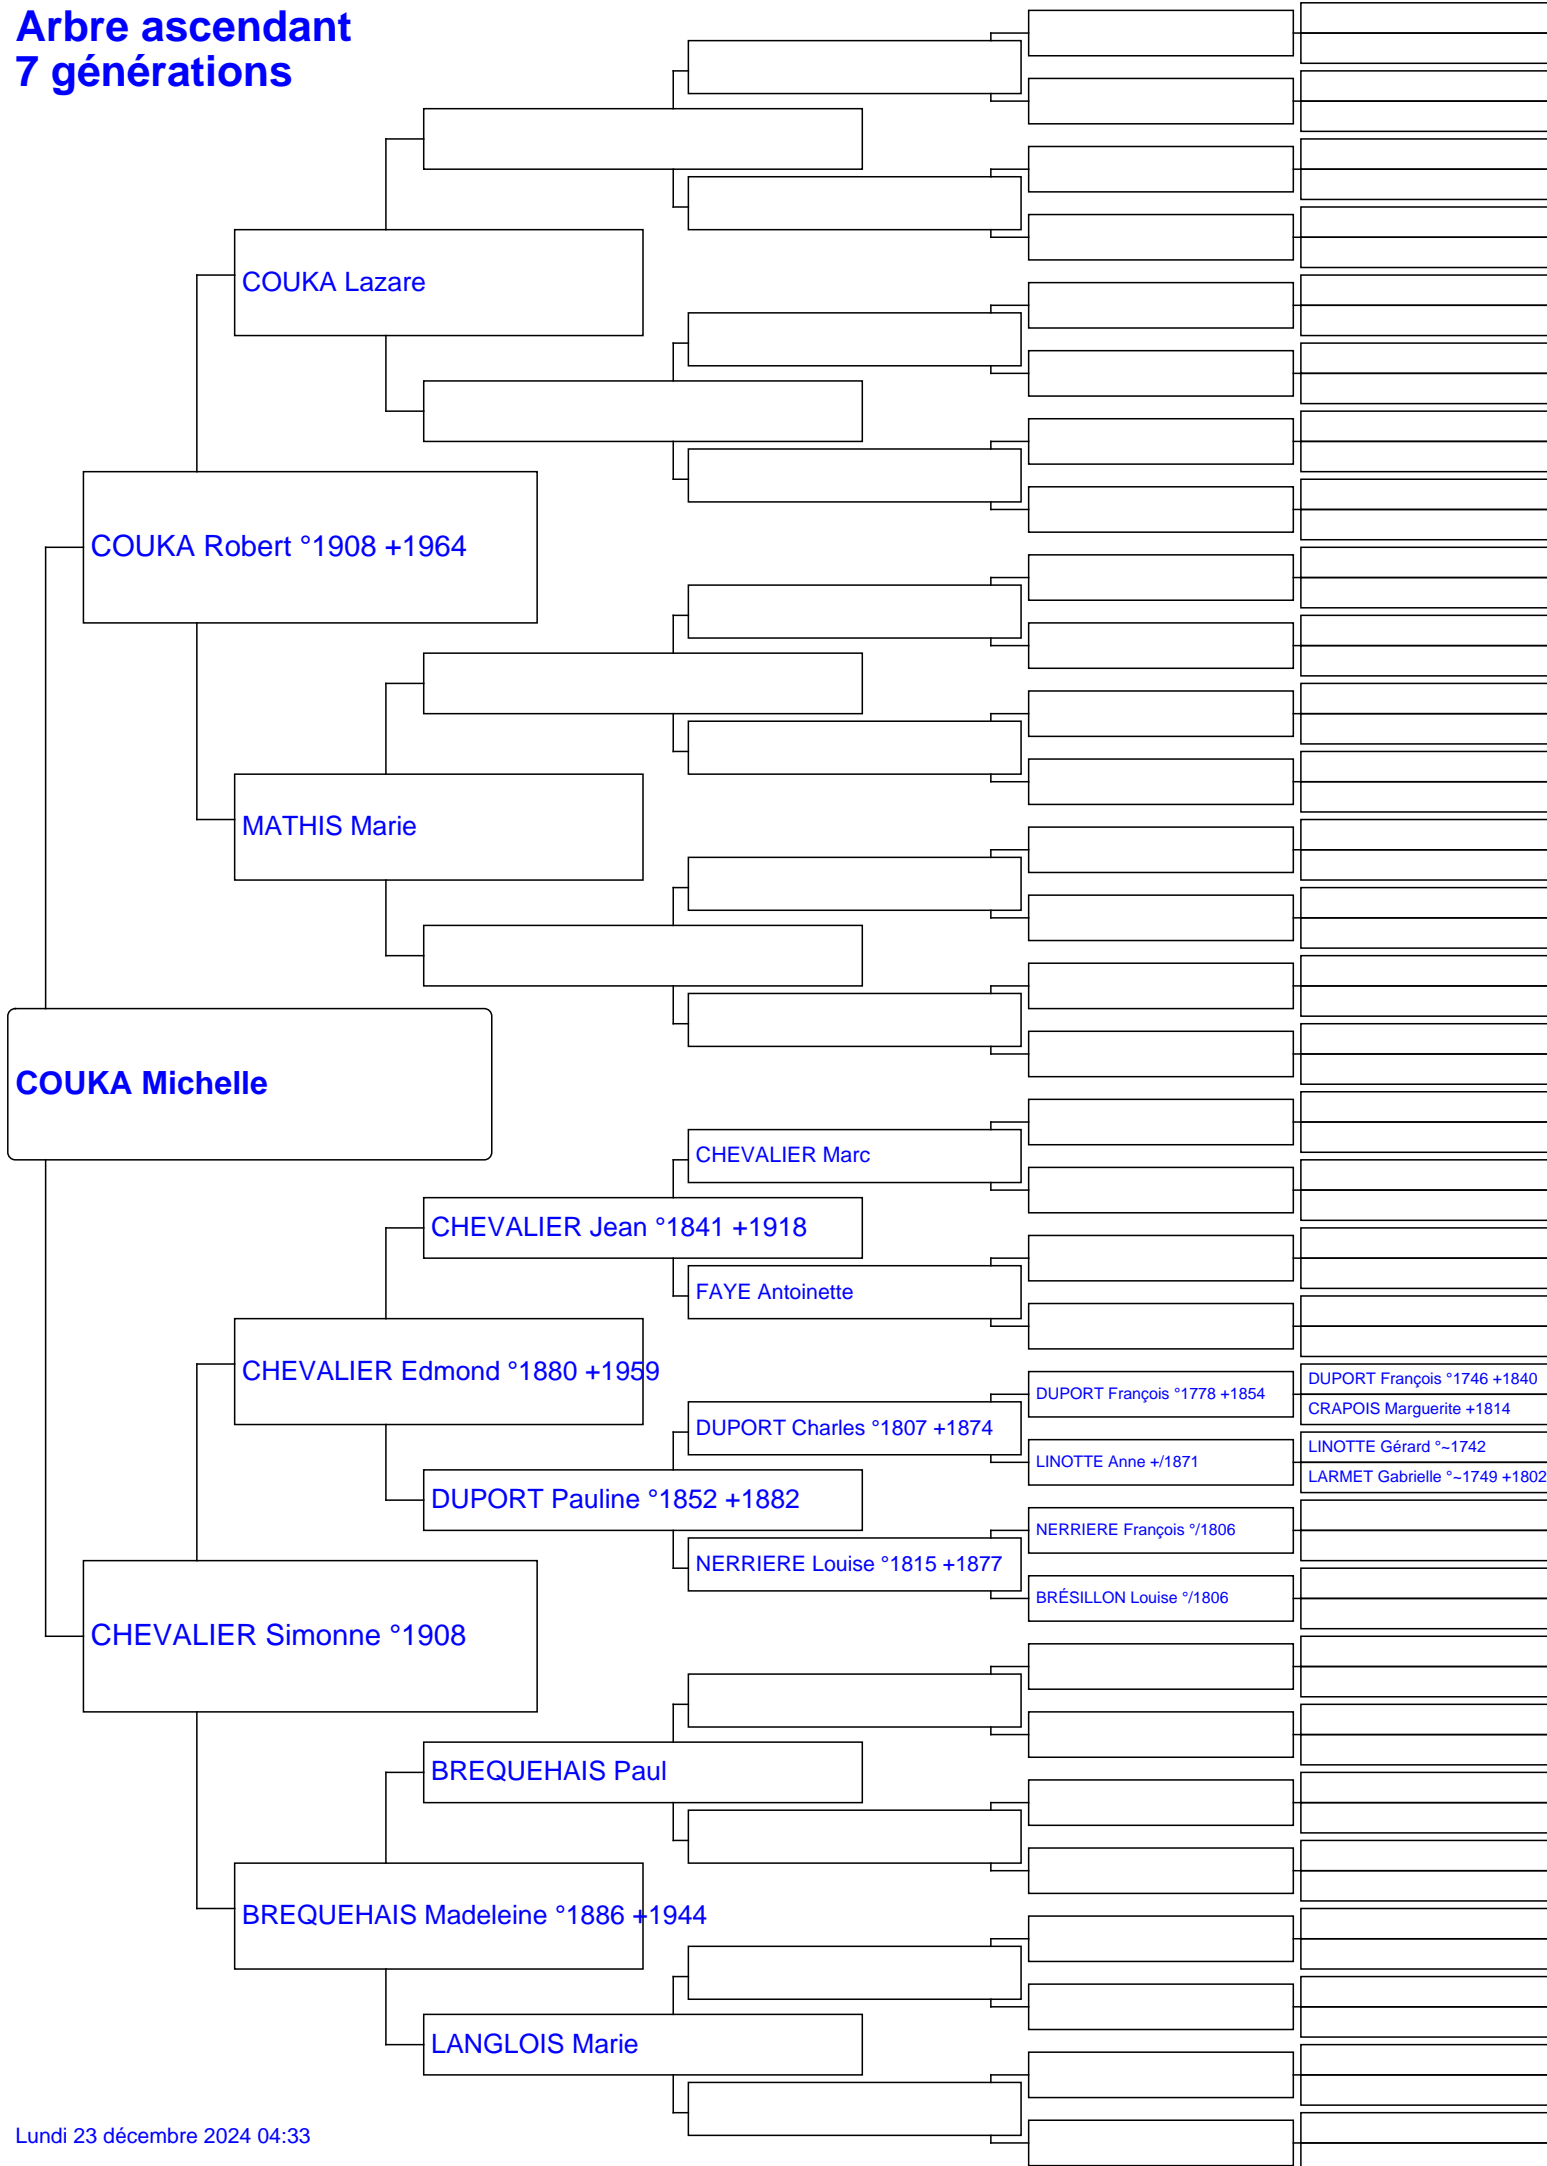 Arbre ascendant
7 générations
COUKA Lazare
COUKA Robert °1908 +1964
MATHIS Marie
COUKA Michelle
CHEVALIER Marc
CHEVALIER Jean °1841 +1918
FAYE Antoinette
CHEVALIER Edmond °1880 +1959
DUPORT François °1746 +1840
DUPORT François °1778 +1854
CRAPOIS Marguerite +1814
DUPORT Charles °1807 +1874
LINOTTE Gérard °~1742
LINOTTE Anne +/1871
LARMET Gabrielle °~1749 +1802
DUPORT Pauline °1852 +1882
NERRIERE François °/1806
NERRIERE Louise °1815 +1877
BRÉSILLON Louise °/1806
CHEVALIER Simonne °1908
BREQUEHAIS Paul
BREQUEHAIS Madeleine °1886 +1944
LANGLOIS Marie
Lundi 23 décembre 2024 04:33